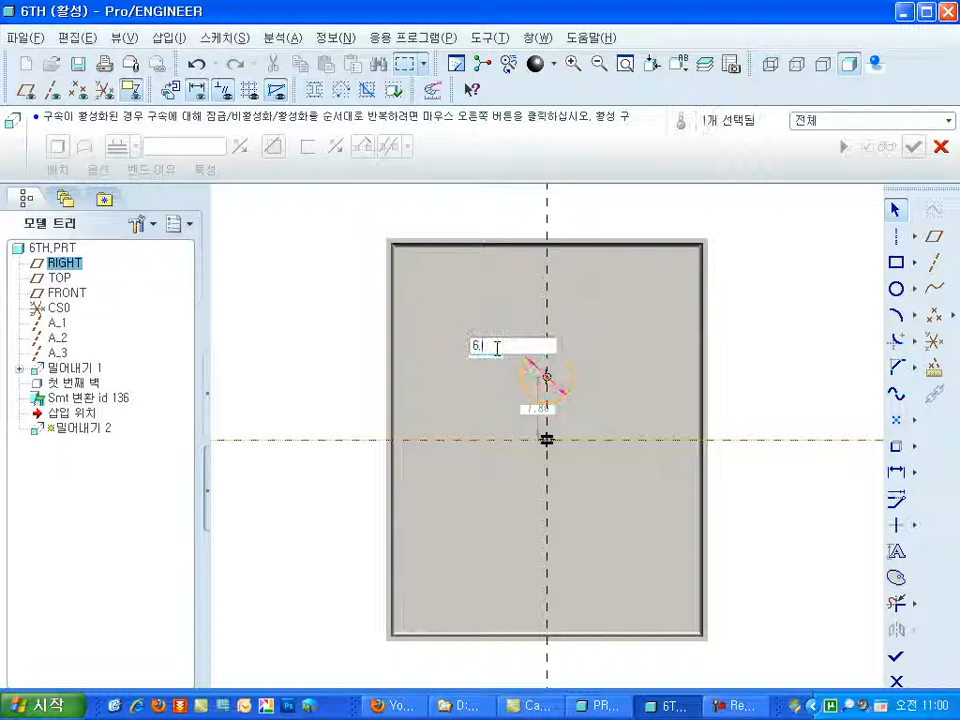 6TH (활성) - Pro/ENGINEER
파일(F) 편집(E) 뷰(V) 삽입(I) 스케치(S) 분석(A) 정보(N) 응용 프로그램(P) 도구(T) 창(W) 도움말(H)
구속이 활성화된 경우 구속에 대해 잠금/비활성화/활성화를 순서대로 반복하려면 마우스 오른쪽 버튼을 클릭하십시오, 활성 구
1개 선택됨 전체
배치 옵션 벤드 이유 특성
모델 트리
6TH.PRT
RIGHT
TOP
FRONT
CS0
A_1
A_2
A_3
밀어내기 1
첫 번째 벽
Smt 변환 id 136
삽입 위치
밀어내기 2
6.
시작 Yo... D:... Ca... PR... 6T... Re... 오전 11:00